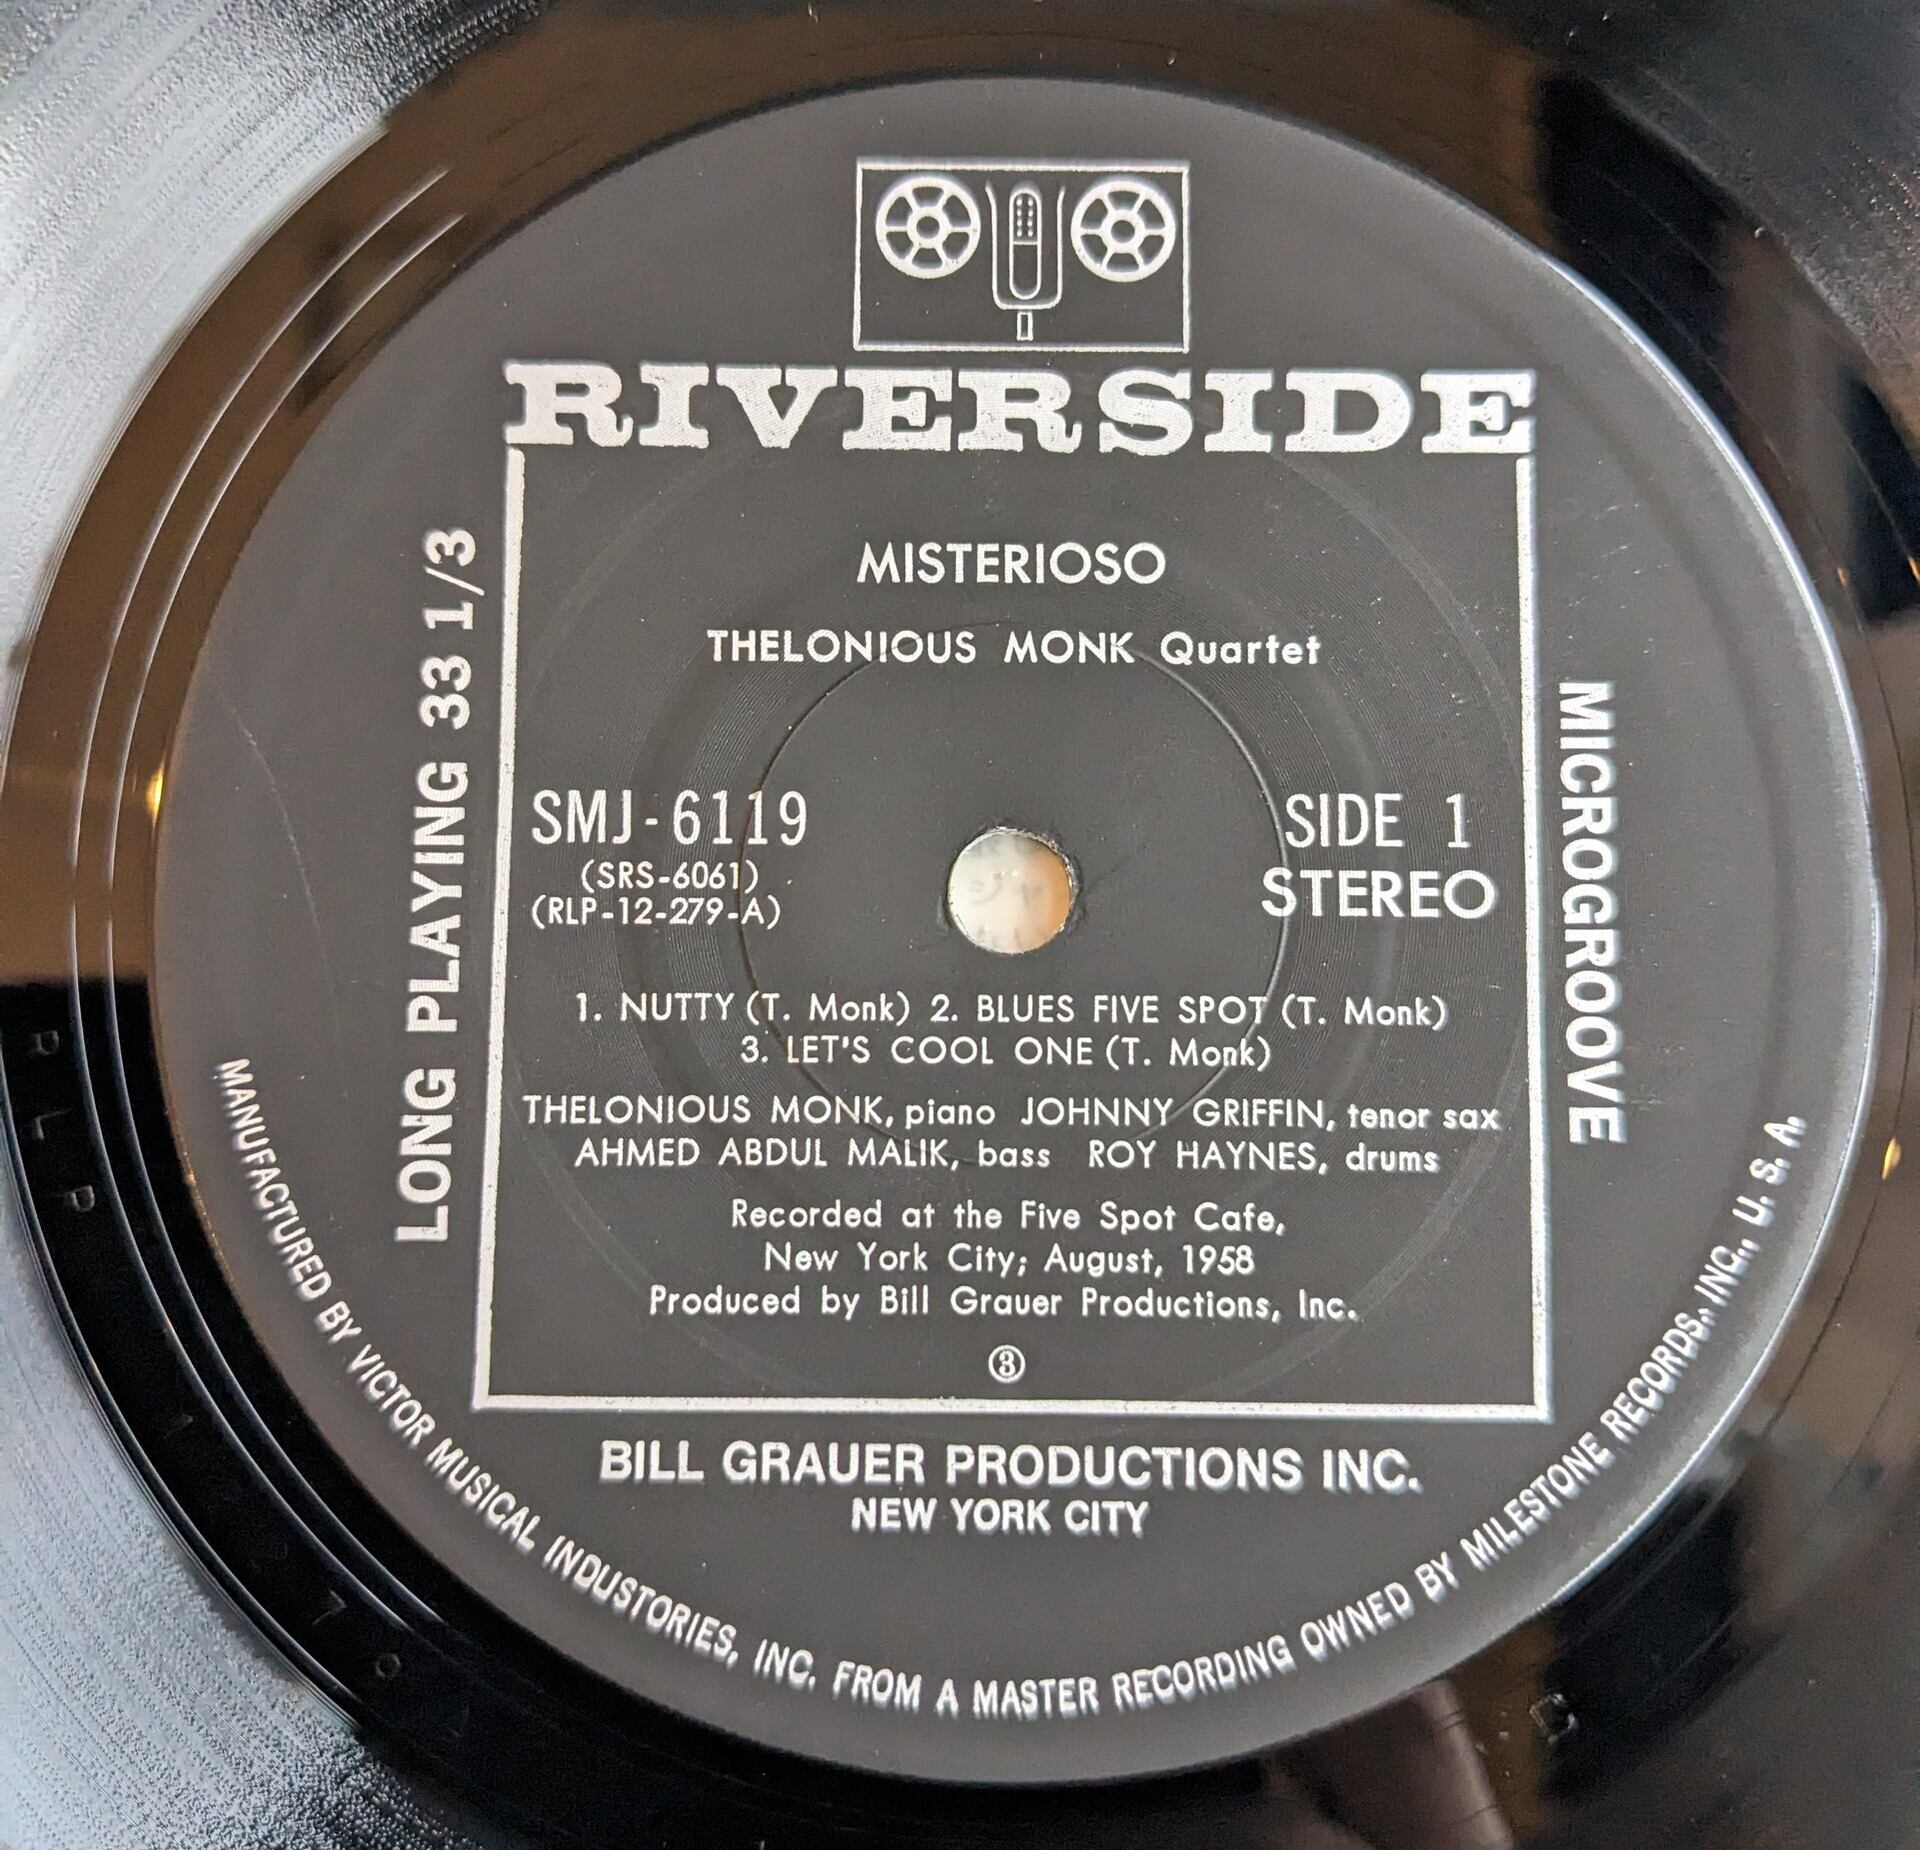 RIVERSIDE
MISTERIOSO
THELONIOUS MONK Quartet
LONG PLAYING 33 1/3
MICROGROOVE
SMJ-6119
(SRS-6061)
(RLP-12-279-A)
SIDE 1
STEREO
1. NUTTY (T. Monk) 2. BLUES FIVE SPOT (T. Monk)
3. LET'S COOL ONE (T. Monk)
THELONIOUS MONK, piano JOHNNY GRIFFIN, tenor sax
AHMED ABDUL MALIK, bass ROY HAYNES, drums
Recorded at the Five Spot Cafe,
New York City; August, 1958
Produced by Bill Grauer Productions, Inc.
③
BILL GRAUER PRODUCTIONS INC.
NEW YORK CITY
MANUFACTURED BY VICTOR MUSICAL INDUSTORIES, INC. FROM A MASTER RECORDING OWNED BY MILESTONE RECORDS, INC., U. S. A.
RLP